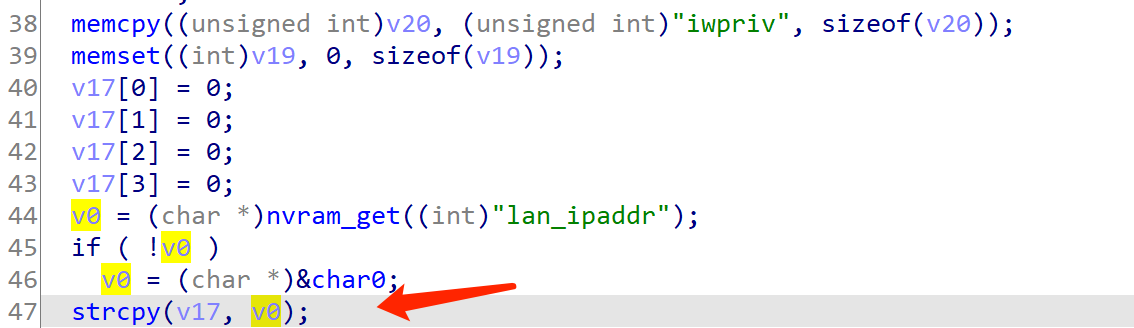 38 memcpy((unsigned int)v20, (unsigned int)"iwpriv", sizeof(v20));
39 memset((int)v19, 0, sizeof(v19));
40 v17[0] = 0;
41 v17[1] = 0;
42 v17[2] = 0;
43 v17[3] = 0;
44 v0 = (char *)nvram_get((int)"lan_ipaddr");
45 if ( !v0 )
46 v0 = (char *)&char0;
47 strcpy(v17, v0);